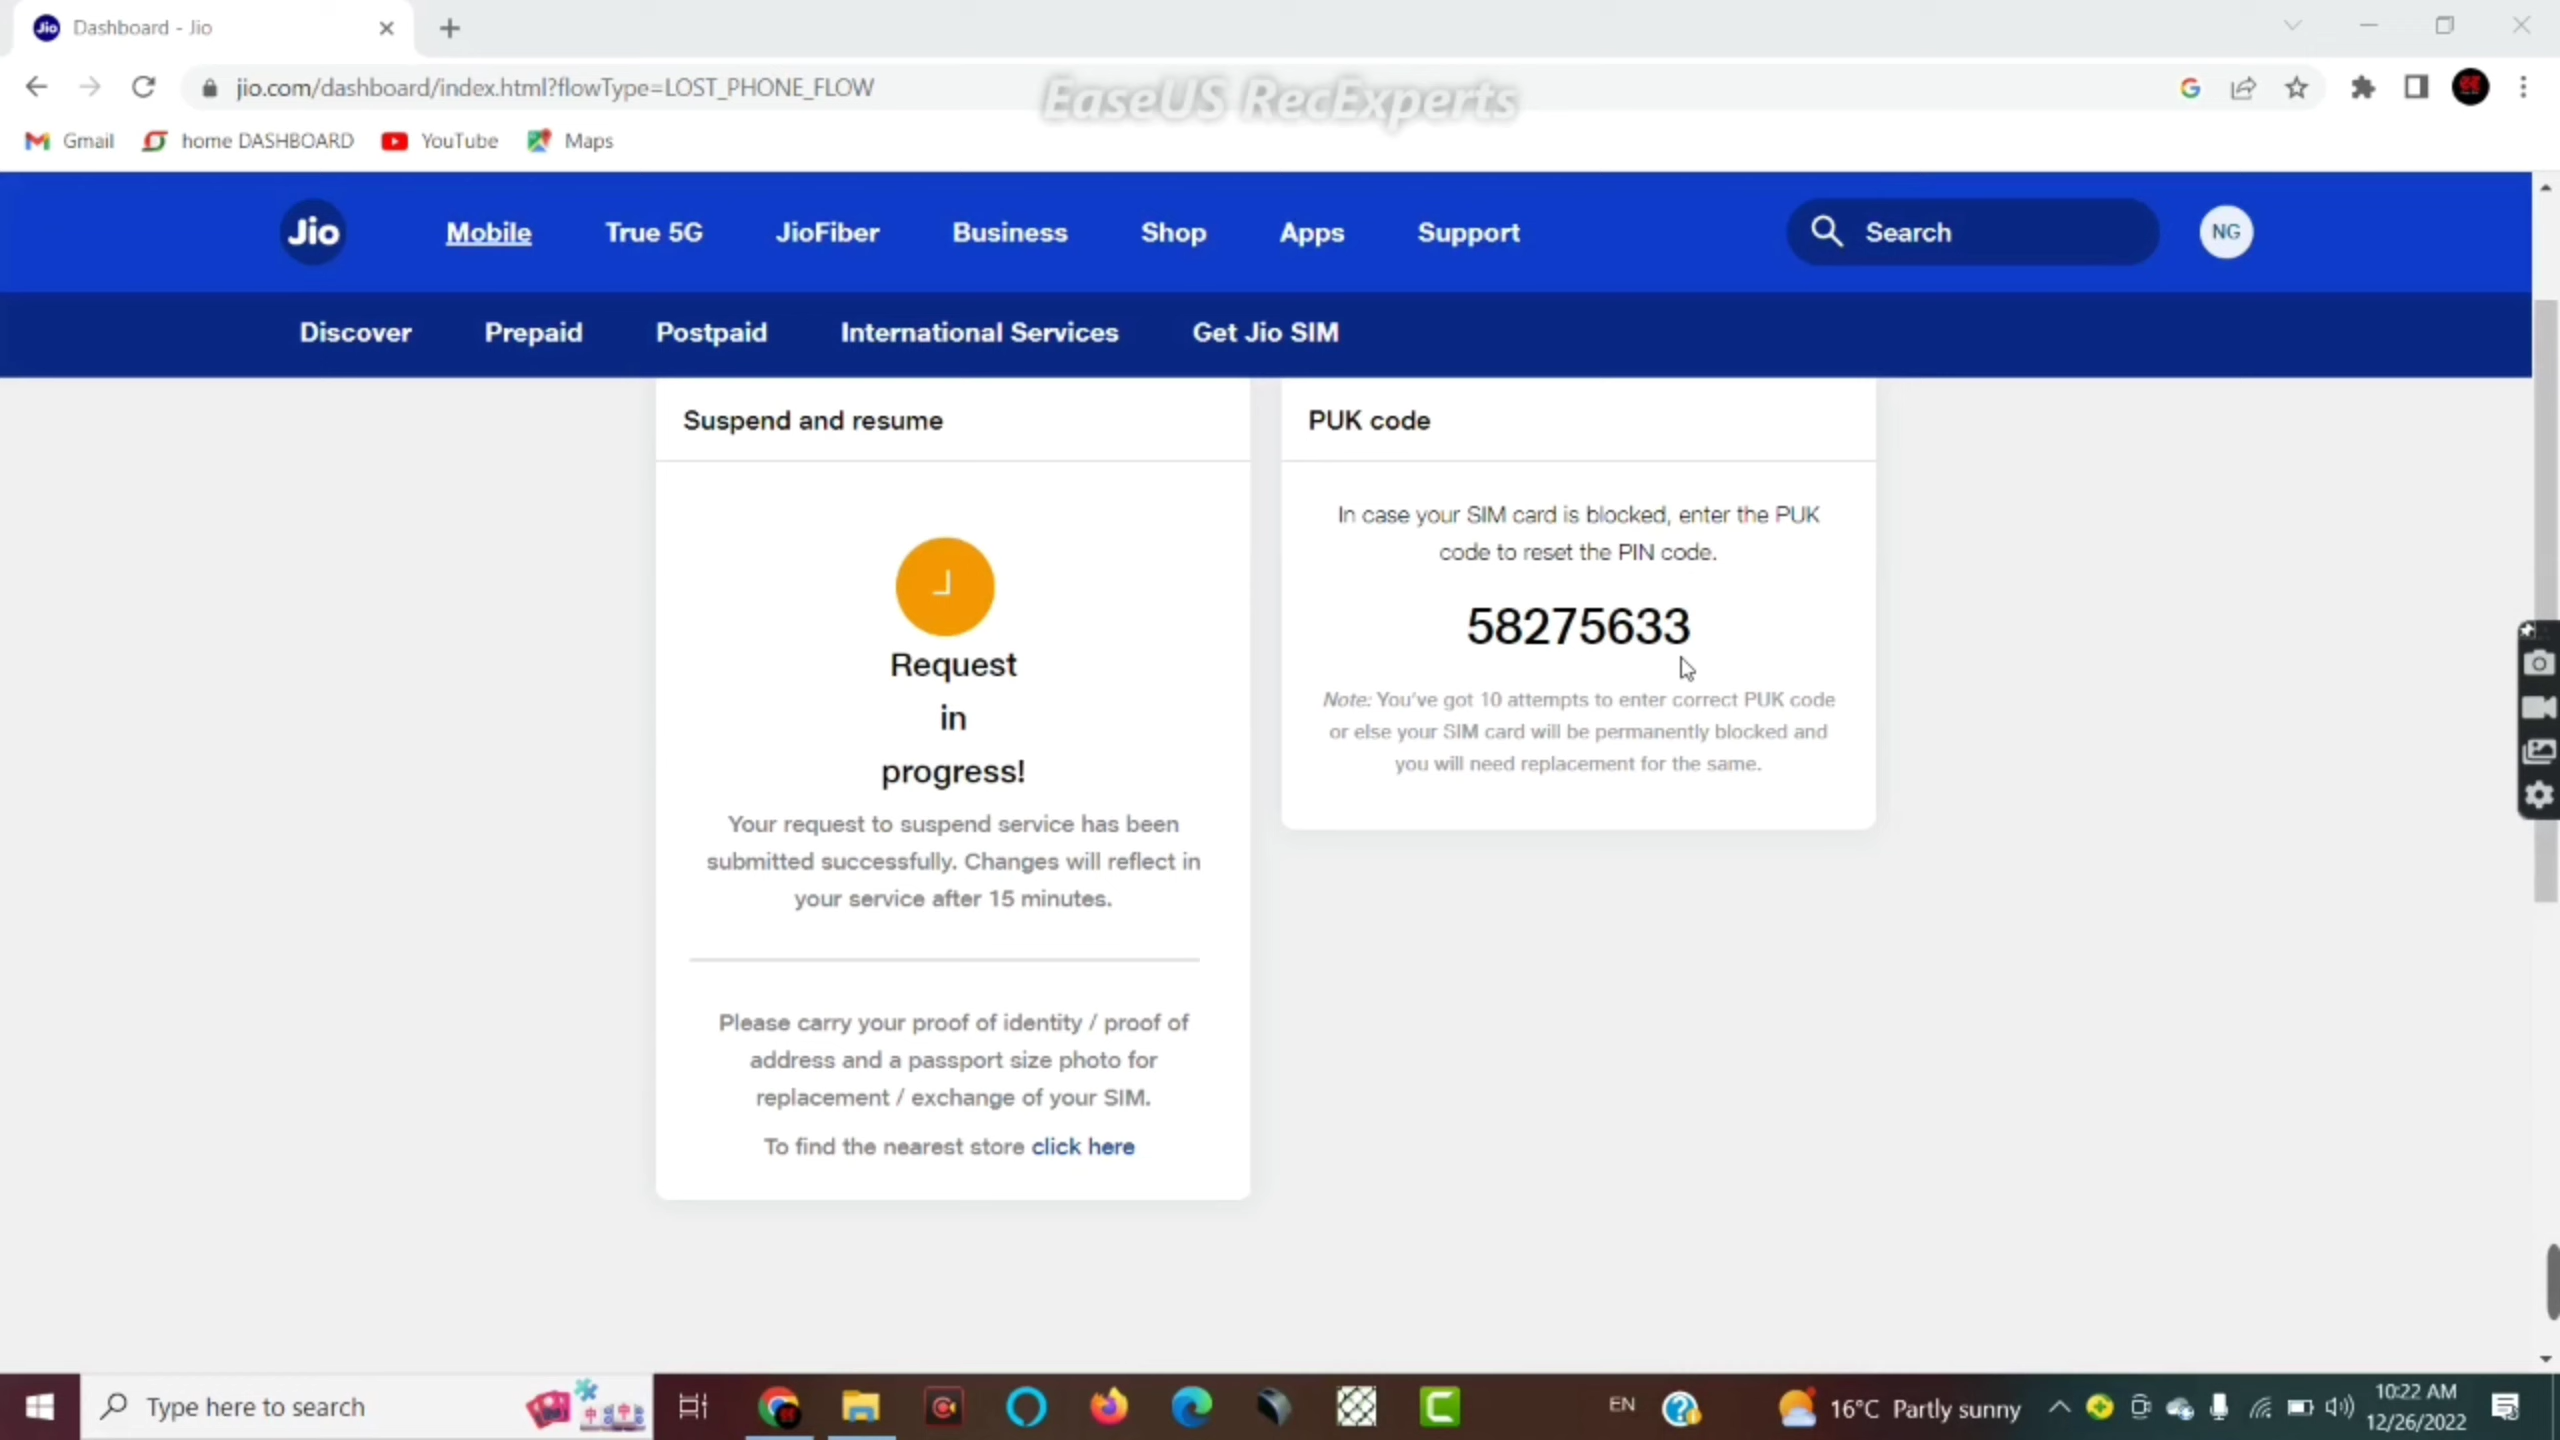 Jio Dashboard - Jio
jio.com/dashboard/index.html?flowType=LOST_PHONE_FLOW
EaseUS RecExperts
Gmail home DASHBOARD YouTube Maps
Jio Mobile True 5G JioFiber Business Shop Apps Support Search NG
Discover Prepaid Postpaid International Services Get Jio SIM
Suspend and resume
Request
in
progress!
Your request to suspend service has been
submitted successfully. Changes will reflect in
your service after 15 minutes.
Please carry your proof of identity / proof of
address and a passport size photo for
replacement / exchange of your SIM.
To find the nearest store click here
PUK code
In case your SIM card is blocked, enter the PUK
code to reset the PIN code.
58275633
Note: You've got 10 attempts to enter correct PUK code
or else your SIM card will be permanently blocked and
you will need replacement for the same.
Type here to search
EN
16°C Partly sunny
10:22 AM
12/26/2022